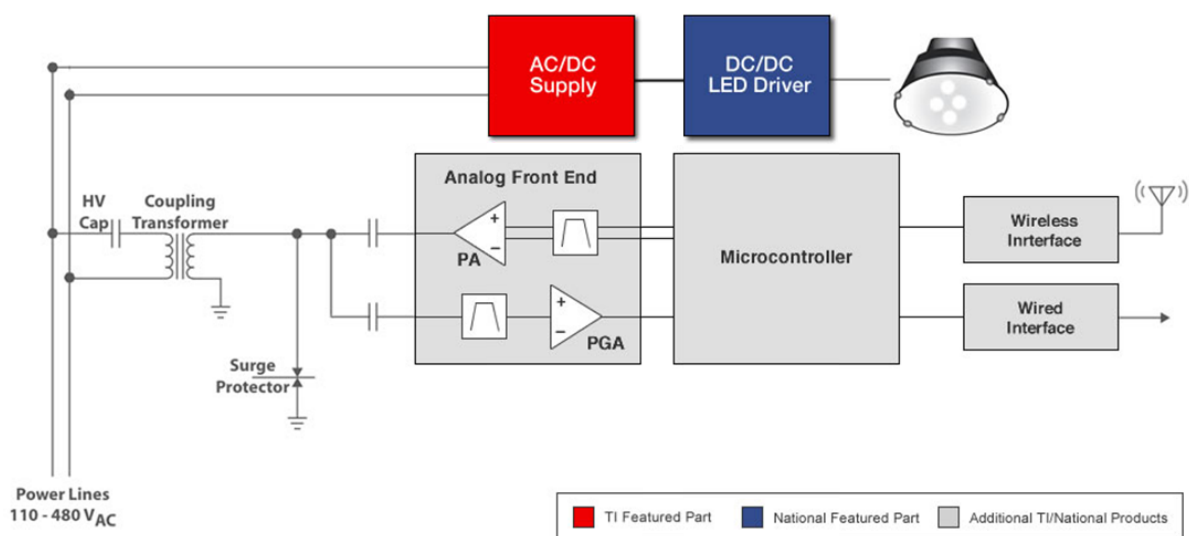 AC/DC
Supply
DC/DC
LED Driver
HV
Cap
Coupling
Transformer
Analog Front End
+
−
PA
+
−
PGA
Microcontroller
Wireless
Inrterface
Wired
Interface
Surge
Protector
Power Lines
110 - 480 VAC
TI Featured Part
National Featured Part
Additional TI/National Products